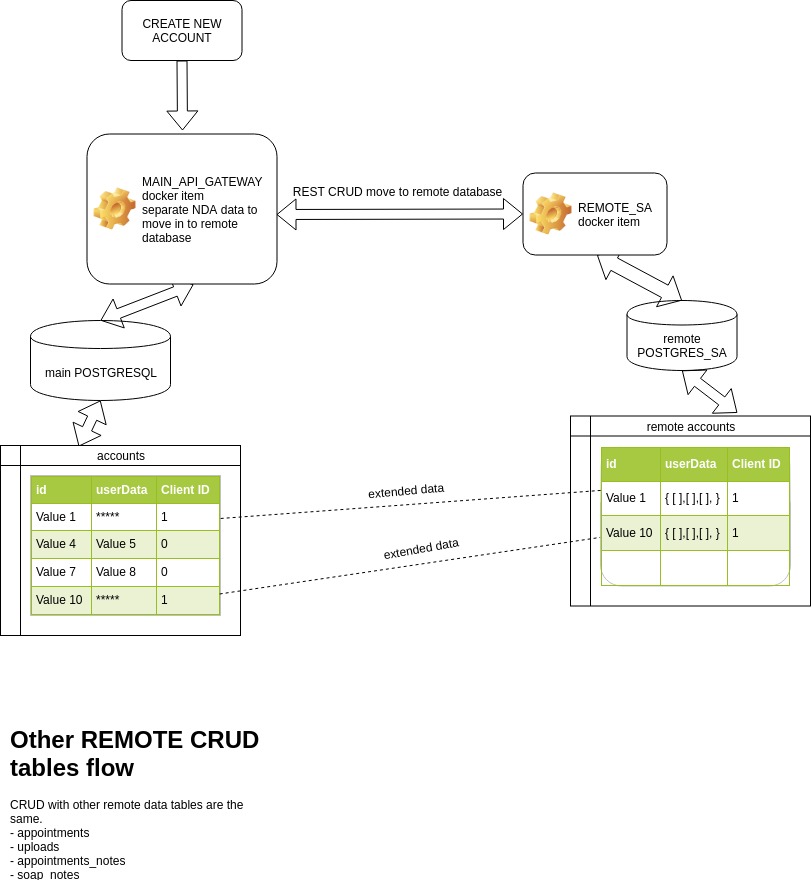 CREATE NEW
ACCOUNT
MAIN_API_GATEWAY
docker item
separate NDA data to
move in to remote
database
REST CRUD move to remote database
REMOTE_SA
docker item
main POSTGRESQL
remote
POSTGRES_SA
accounts
id userData Client ID
Value 1 ***** 1
Value 4 Value 5 0
Value 7 Value 8 0
Value 10 ***** 1
extended data
extended data
remote accounts
id userData Client ID
Value 1 { [ ],[ ],[ ], } 1
Value 10 { [ ],[ ],[ ], } 1
Other REMOTE CRUD
tables flow
CRUD with other remote data tables are the
same.
- appointments
- uploads
- appointments_notes
- soap_notes